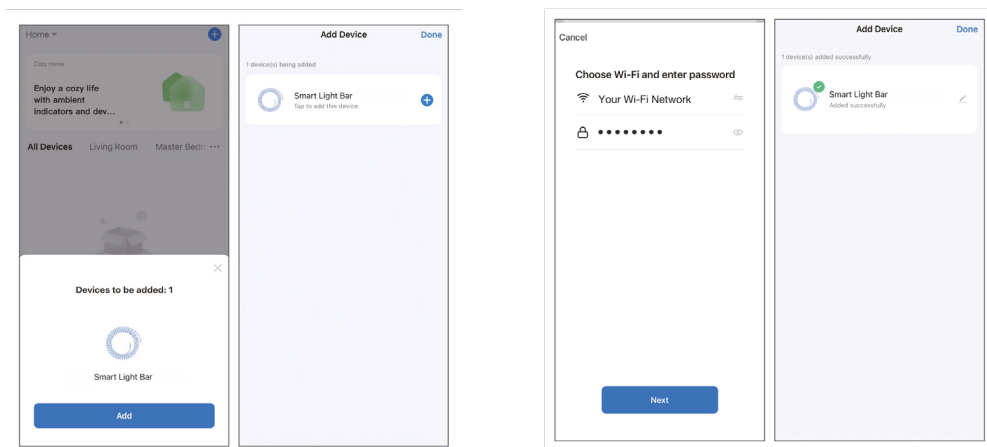 Home
Cozy Home
Enjoy a cozy life
with ambient
indicators and dev...
All Devices Living Room Master Bedr
Devices to be added: 1
Smart Light Bar
Add
Add Device Done
1 device(s) being added
Smart Light Bar
Tap to add this device
Cancel
Choose Wi-Fi and enter password
Your Wi-Fi Network
Next
Add Device Done
1 device(s) added successfully
Smart Light Bar
Added successfully